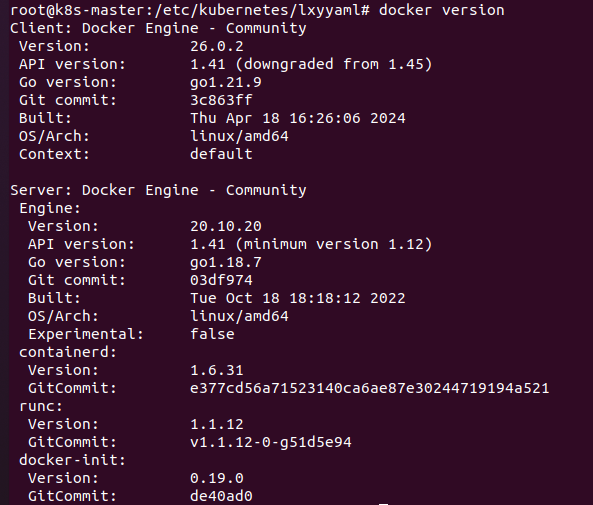 root@k8s-master:/etc/kubernetes/lxyyaml# docker version
Client: Docker Engine - Community
 Version:           26.0.2
 API version:       1.41 (downgraded from 1.45)
 Go version:        go1.21.9
 Git commit:        3c863ff
 Built:             Thu Apr 18 16:26:06 2024
 OS/Arch:           linux/amd64
 Context:           default

Server: Docker Engine - Community
 Engine:
  Version:          20.10.20
  API version:      1.41 (minimum version 1.12)
  Go version:       go1.18.7
  Git commit:       03df974
  Built:            Tue Oct 18 18:18:12 2022
  OS/Arch:          linux/amd64
  Experimental:     false
 containerd:
  Version:          1.6.31
  GitCommit:        e377cd56a71523140ca6ae87e30244719194a521
 runc:
  Version:          1.1.12
  GitCommit:        v1.1.12-0-g51d5e94
 docker-init:
  Version:          0.19.0
  GitCommit:        de40ad0